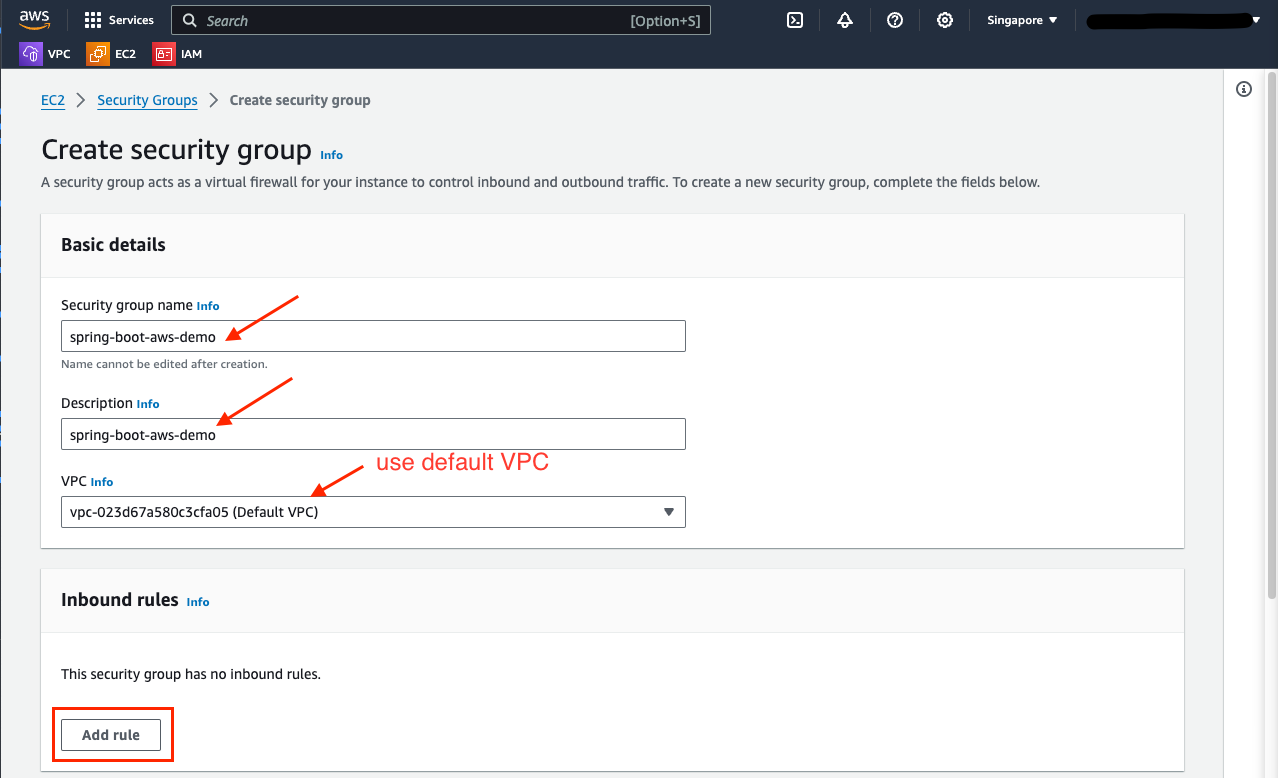 aws
Services
Search [Option+S]
Singapore
VPC EC2 IAM
EC2 > Security Groups > Create security group
Create security group Info
A security group acts as a virtual firewall for your instance to control inbound and outbound traffic. To create a new security group, complete the fields below.
Basic details
Security group name Info
spring-boot-aws-demo
Name cannot be edited after creation.
Description Info
spring-boot-aws-demo
use default VPC
VPC Info
vpc-023d67a580c3cfa05 (Default VPC)
Inbound rules Info
This security group has no inbound rules.
Add rule